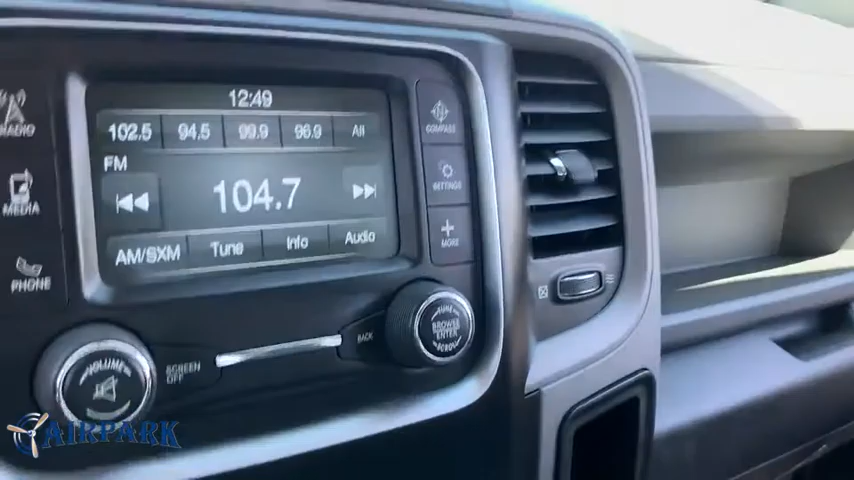 12:49
102.5 94.5 99.9 96.9 All
FM
104.7
AM/SXM Tune Info Audio
RADIO
MEDIA
PHONE
COMPASS
SETTINGS
MORE
VOLUME
SCREEN
OFF
BACK
TUNE
BROWSE
ENTER
SCROLL
AIRPARK